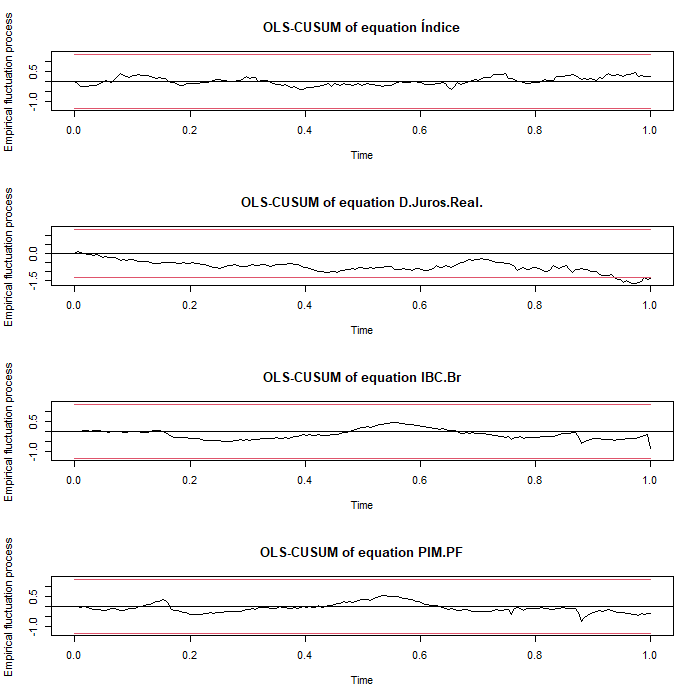 OLS-CUSUM of equation Índice
Empirical fluctuation process
0.5
-1.0
0.0 0.2 0.4 0.6 0.8 1.0
Time
OLS-CUSUM of equation D.Juros.Real.
Empirical fluctuation process
0.0
-1.5
0.0 0.2 0.4 0.6 0.8 1.0
Time
OLS-CUSUM of equation IBC.Br
Empirical fluctuation process
0.5
-1.0
0.0 0.2 0.4 0.6 0.8 1.0
Time
OLS-CUSUM of equation PIM.PF
Empirical fluctuation process
0.5
-1.0
0.0 0.2 0.4 0.6 0.8 1.0
Time